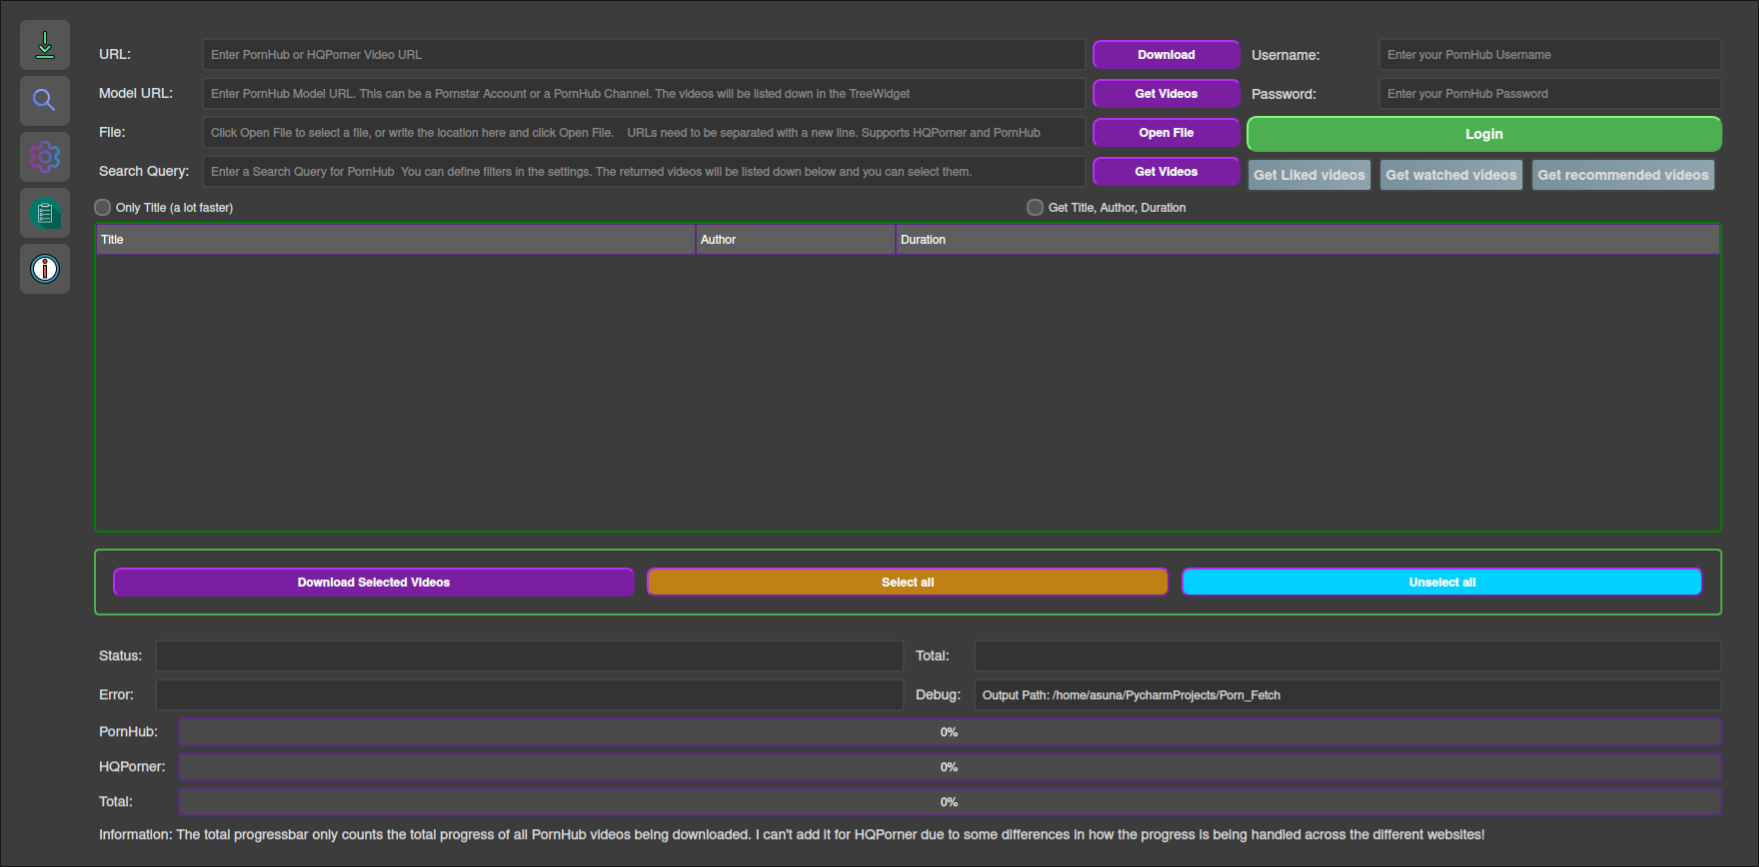 URL:
Enter PornHub or HQPorner Video URL
Download
Username:
Enter your PornHub Username
Model URL:
Enter PornHub Model URL. This can be a Pornstar Account or a PornHub Channel. The videos will be listed down in the TreeWidget
Get Videos
Password:
Enter your PornHub Password
File:
Click Open File to select a file, or write the location here and click Open File.    URLs need to be separated with a new line. Supports HQPorner and PornHub
Open File
Login
Search Query:
Enter a Search Query for PornHub  You can define filters in the settings. The returned videos will be listed down below and you can select them.
Get Videos
Get Liked videos
Get watched videos
Get recommended videos
Only Title (a lot faster)
Get Title, Author, Duration
Title
Author
Duration
Download Selected Videos
Select all
Unselect all
Status:
Total:
Error:
Debug:
Output Path: /home/asuna/PycharmProjects/Porn_Fetch
PornHub:
0%
HQPorner:
0%
Total:
0%
Information: The total progressbar only counts the total progress of all PornHub videos being downloaded. I can't add it for HQPorner due to some differences in how the progress is being handled across the different websites!